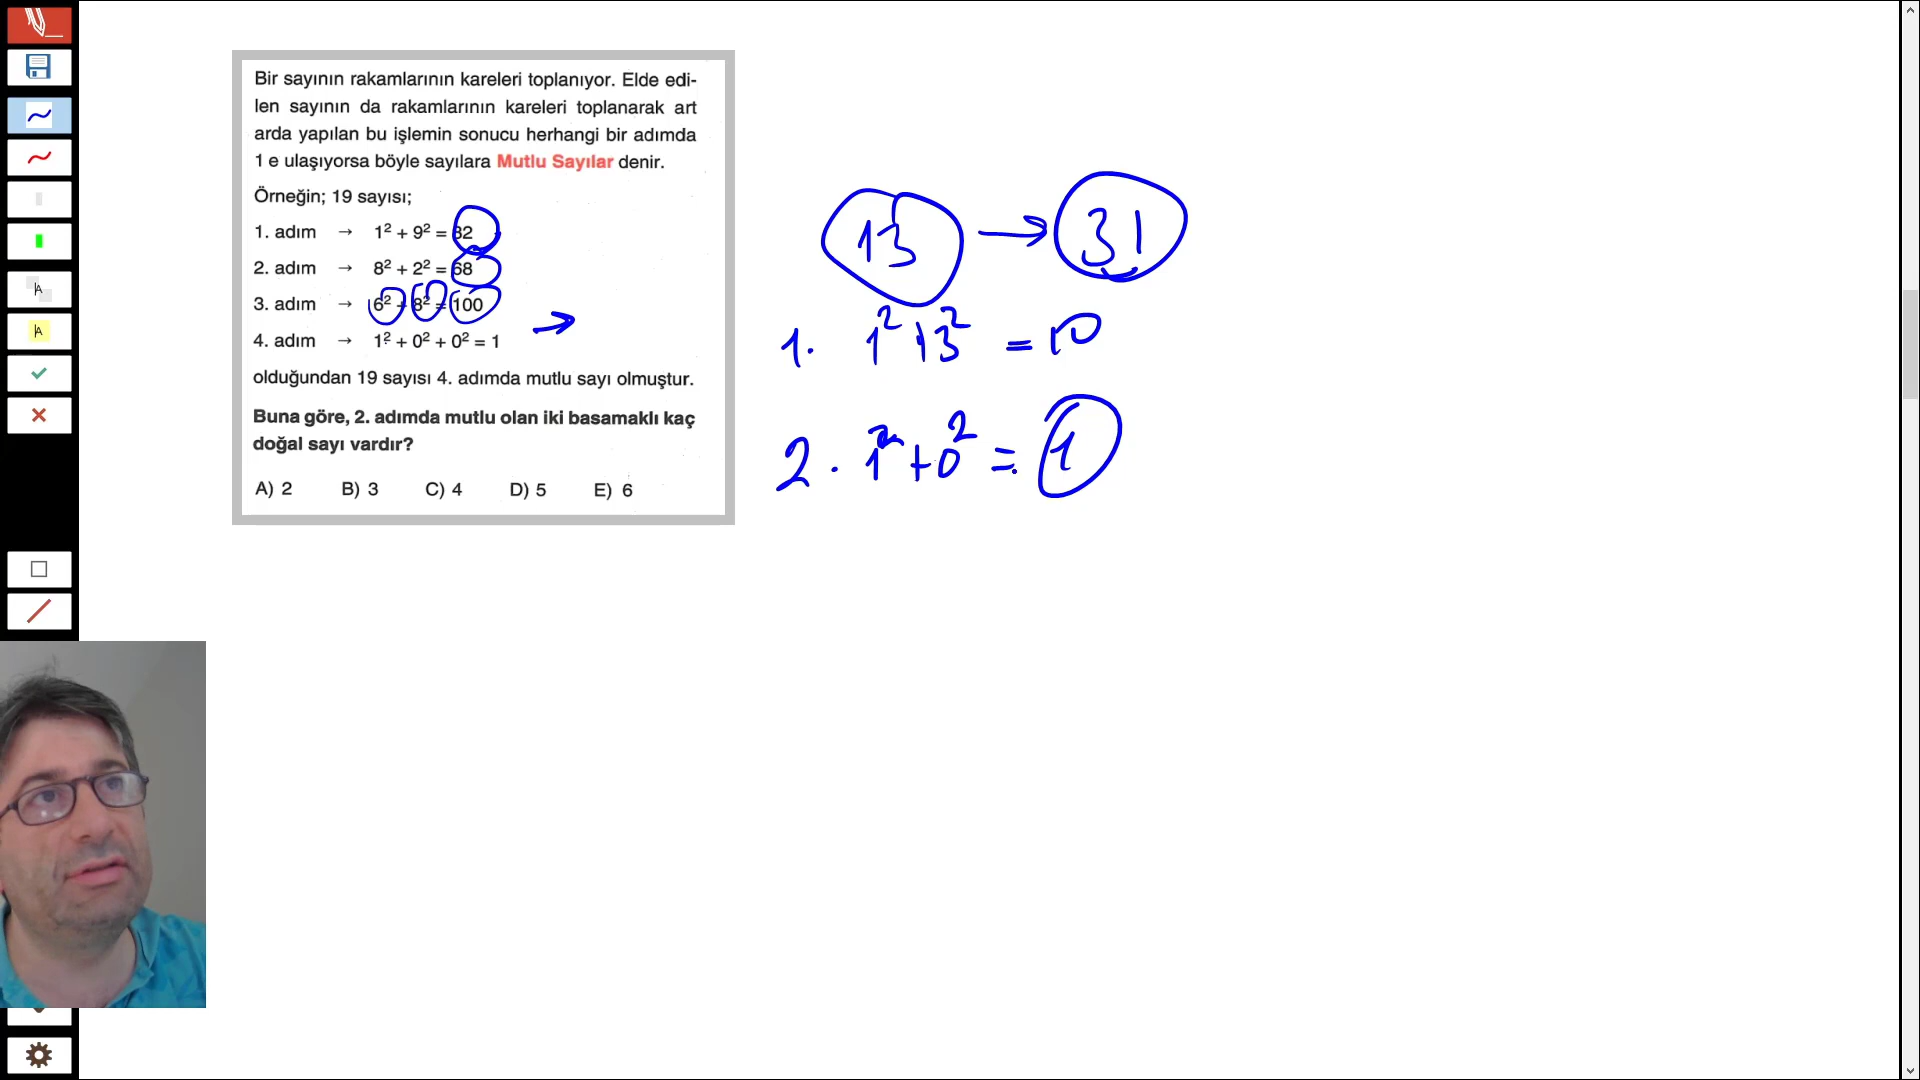 Bir sayının rakamlarının kareleri toplanıyor. Elde edi-
len sayının da rakamlarının kareleri toplanarak art
arda yapılan bu işlemin sonucu herhangi bir adımda
1 e ulaşıyorsa böyle sayılara Mutlu Sayılar denir.
Örneğin; 19 sayısı;
1. adım → 1² + 9² = 82
2. adım → 8² + 2² = 68
3. adım → 6² + 8² = 100
4. adım → 1² + 0² + 0² = 1
olduğundan 19 sayısı 4. adımda mutlu sayı olmuştur.
Buna göre, 2. adımda mutlu olan iki basamaklı kaç
doğal sayı vardır?
A) 2 B) 3 C) 4 D) 5 E) 6
13 → 31
1. 1² + 3² = 10
2. 1² + 0² = 1
A
A